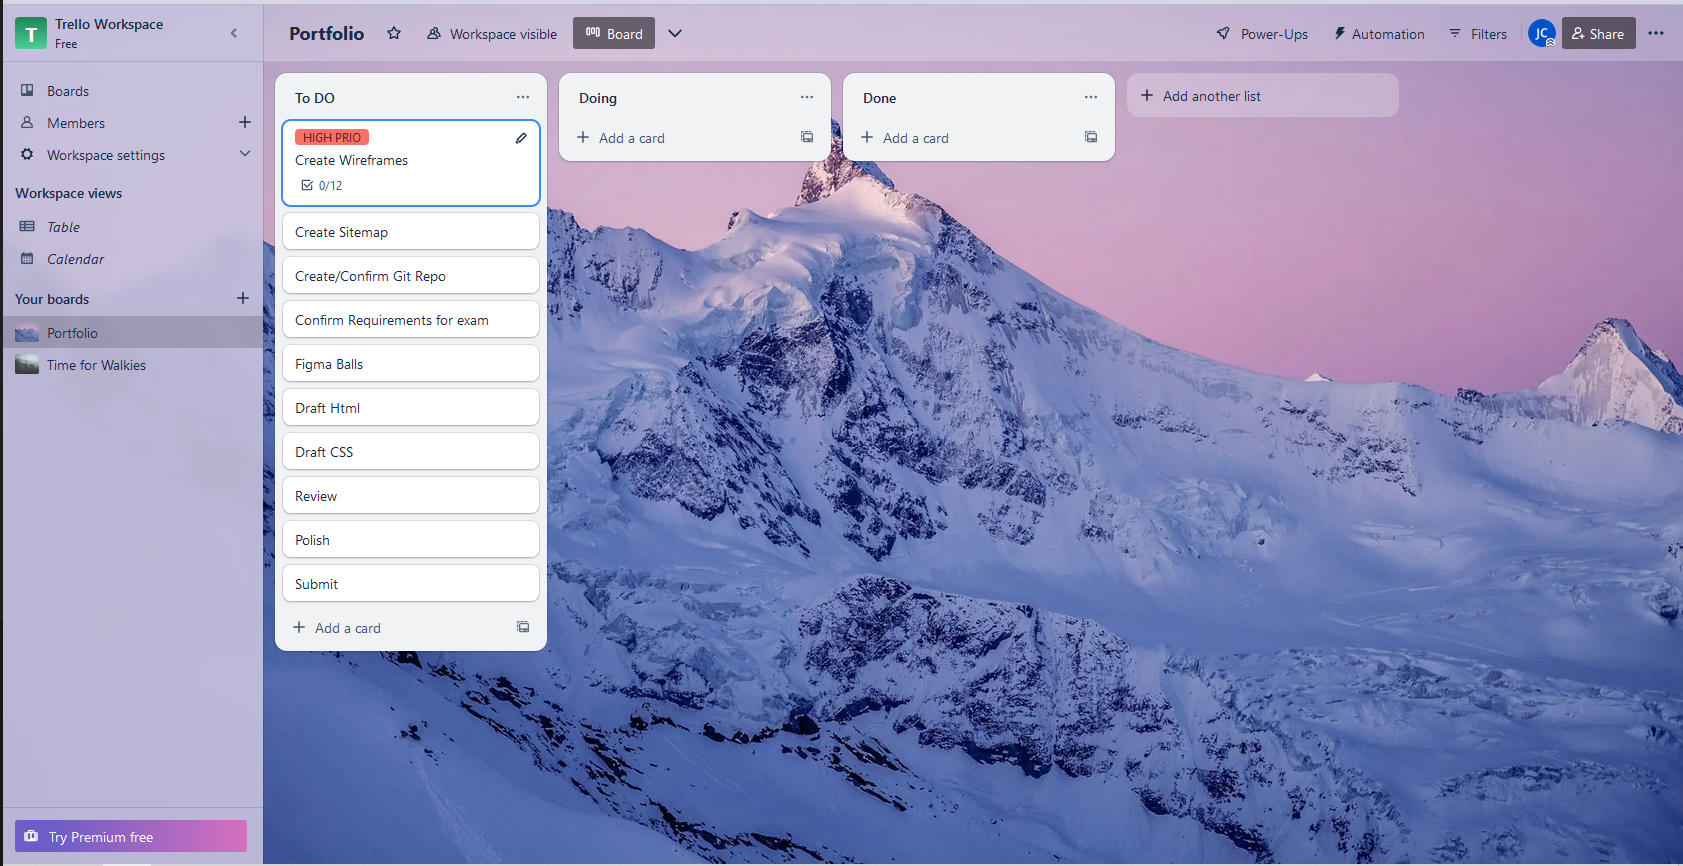 T
Trello Workspace
Free
Boards
Members
Workspace settings
Workspace views
Table
Calendar
Your boards
Portfolio
Time for Walkies
Try Premium free
Portfolio
Workspace visible
Board
Power-Ups
Automation
Filters
JC
Share
To DO
HIGH PRIO
Create Wireframes
0/12
Create Sitemap
Create/Confirm Git Repo
Confirm Requirements for exam
Figma Balls
Draft Html
Draft CSS
Review
Polish
Submit
Add a card
Doing
Add a card
Done
Add a card
Add another list